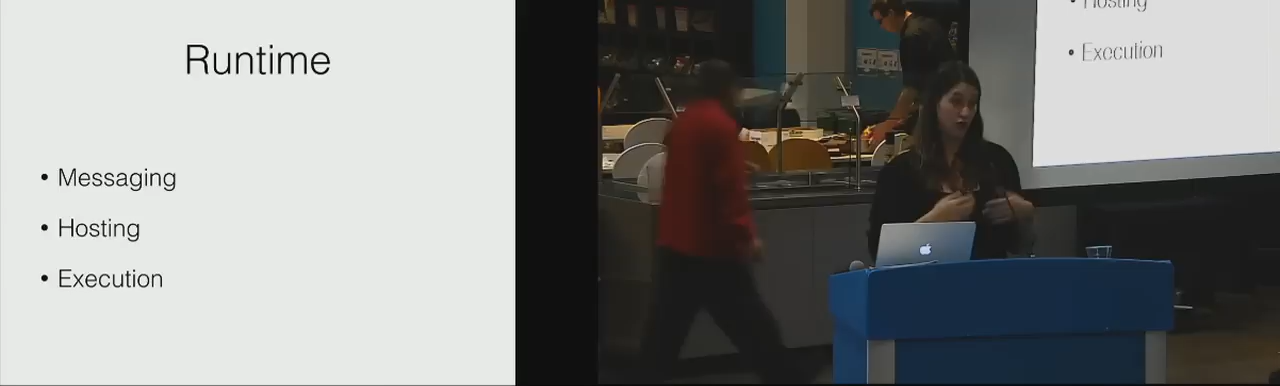 Runtime
• Messaging
• Hosting
• Execution
• Hosting
• Execution